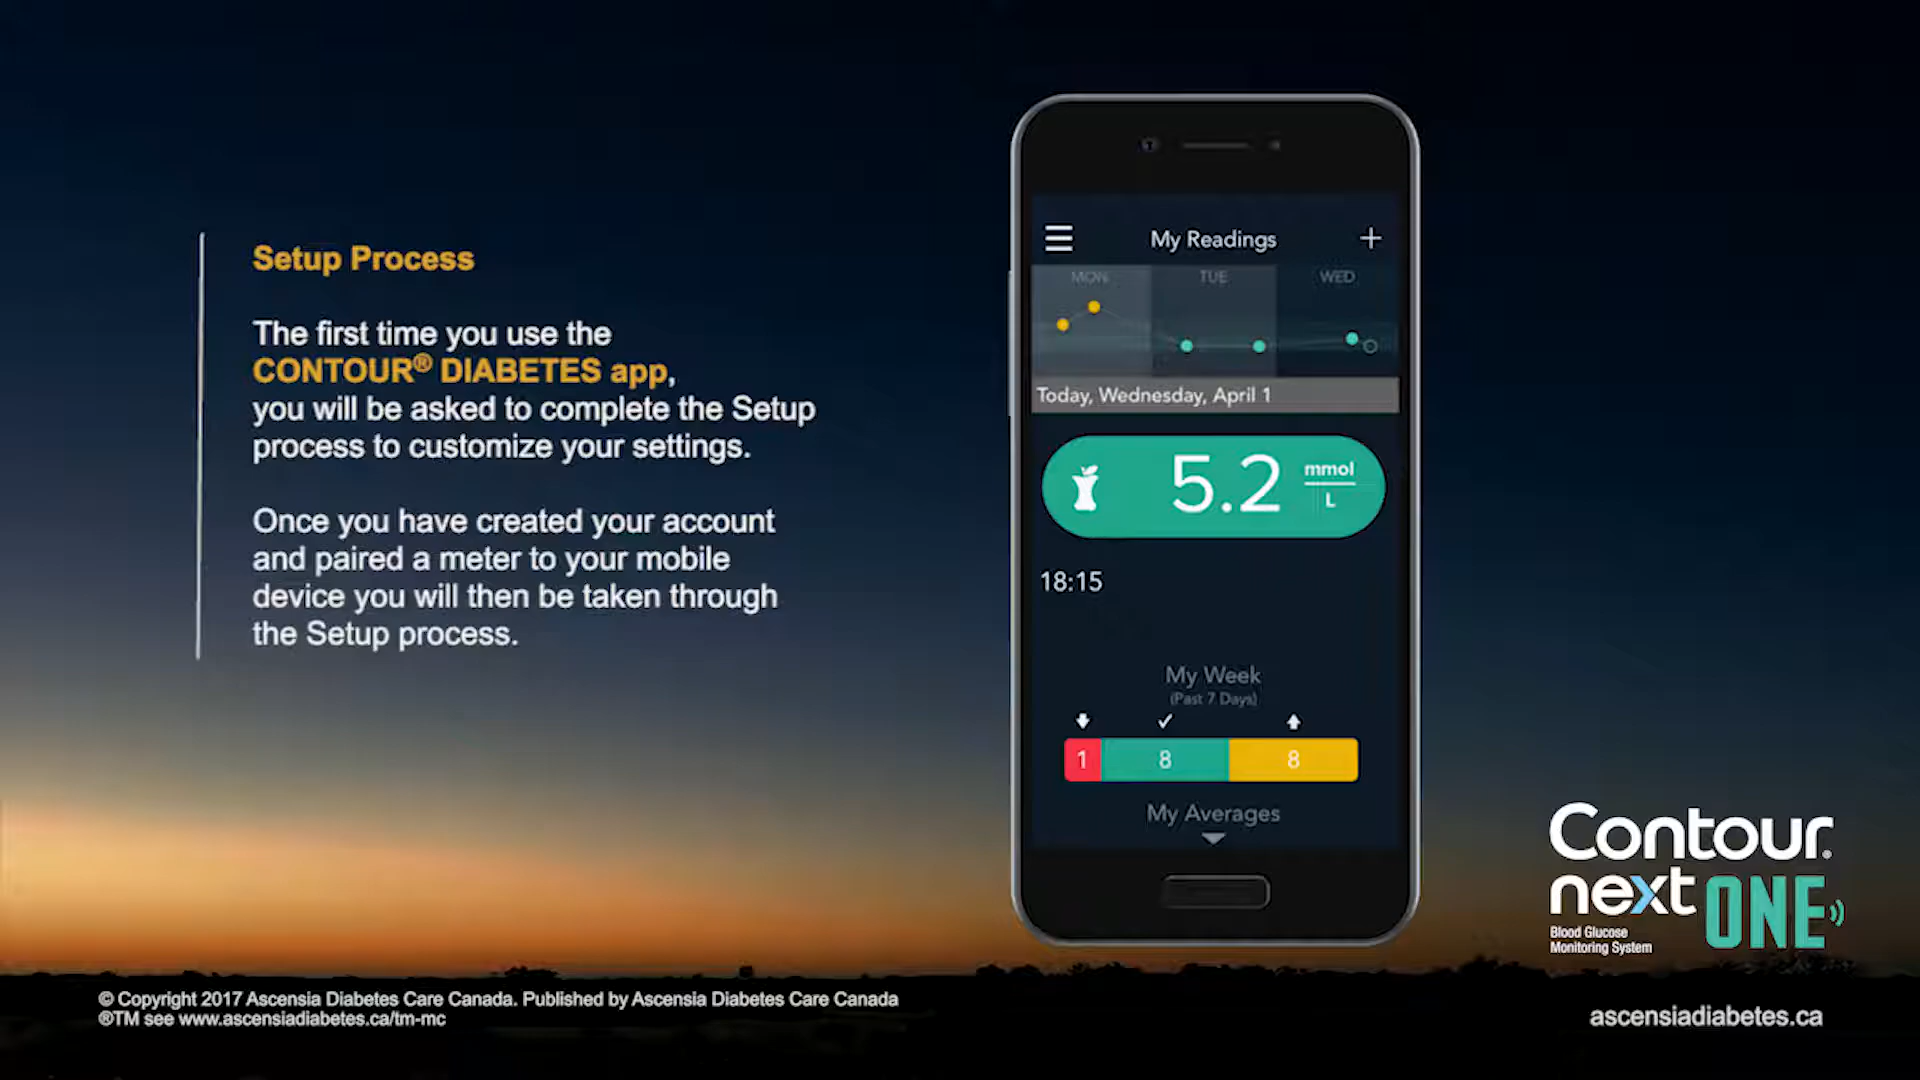 Setup Process
The first time you use the
CONTOUR® DIABETES app,
you will be asked to complete the Setup
process to customize your settings.
Once you have created your account
and paired a meter to your mobile
device you will then be taken through
the Setup process.
My Readings
MON TUE WED
Today, Wednesday, April 1
5.2 mmol
L
18:15
My Week
(Past 7 Days)
1 8 8
My Averages
Contour®
next ONE
Blood Glucose
Monitoring System
© Copyright 2017 Ascensia Diabetes Care Canada. Published by Ascensia Diabetes Care Canada
®TM see www.ascensiadiabetes.ca/tm-mc
ascensiadiabetes.ca